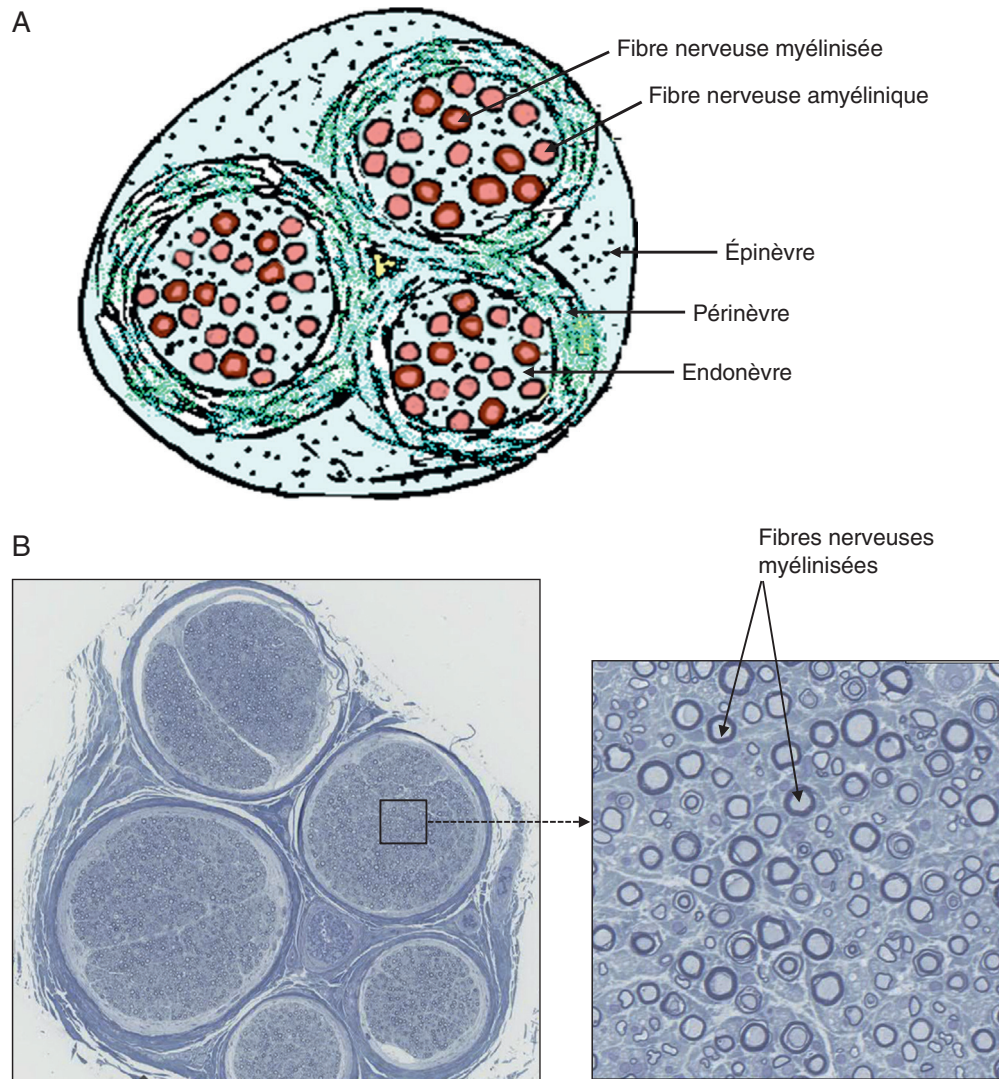 A
Fibre nerveuse myélinisée
Fibre nerveuse amyélinique
Épinèvre
Périnèvre
Endonèvre
B
Fibres nerveuses
myélinisées